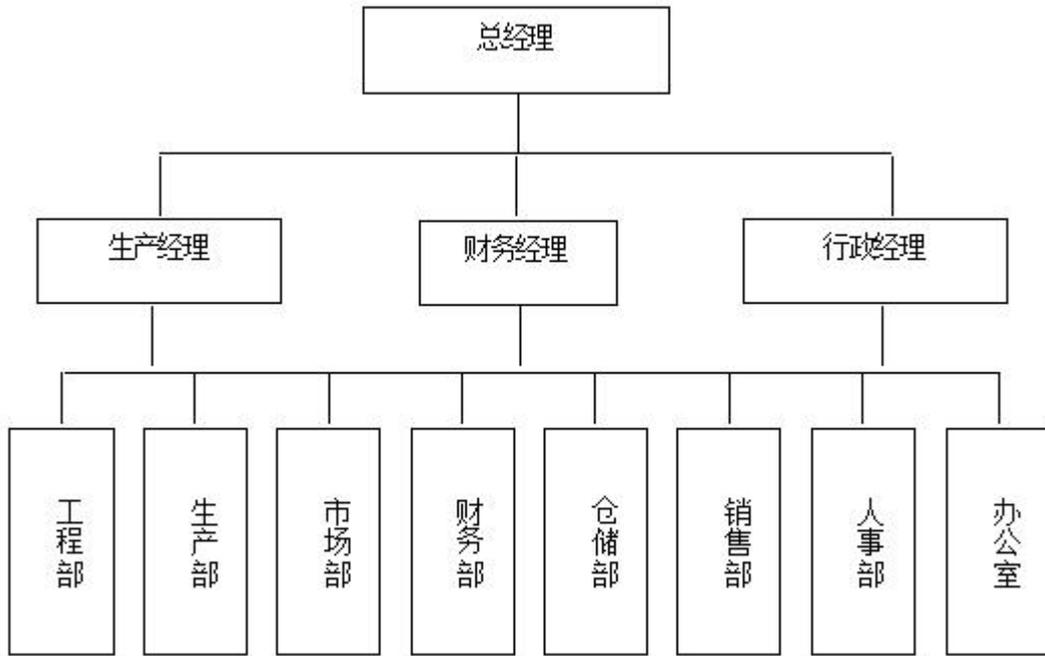 总经理
生产经理
财务经理
行政经理
工程部
生产部
市场部
财务部
仓储部
销售部
人事部
办公室